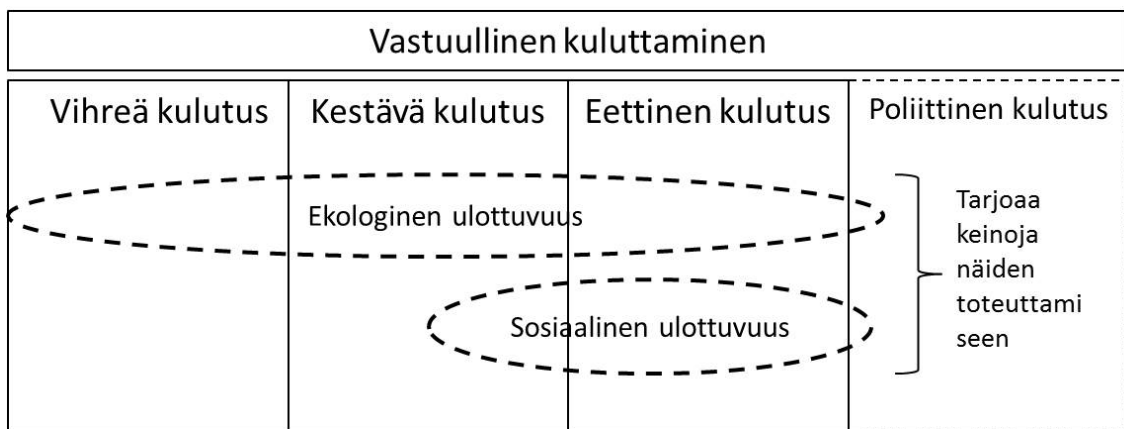 Vastuullinen kuluttaminen
Vihreä kulutus
Kestävä kulutus
Eettinen kulutus
Poliittinen kulutus
Ekologinen ulottuvuus
Sosiaalinen ulottuvuus
Tarjoaa
keinoja
näiden
toteuttami
seen